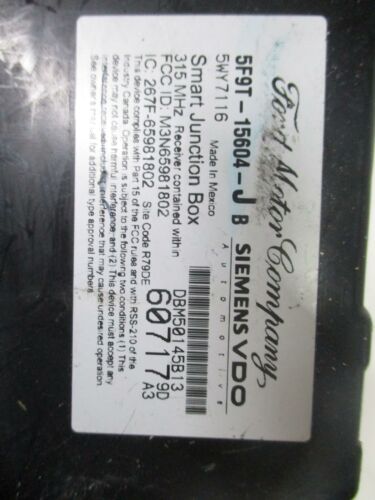 Ford Motor Company
5F9T-15604-J B SIEMENS VDO
5WY7116 Automotive
Made In Mexico
Smart Junction Box
315 MHz Receiver contained within
FCC ID: M3N65981802 DBM50145B13
IC: 267F-65981802 Site Code R79DE 607179D A3
This device complies with Part 15 of the FCC rules and with RSS-210 of the
Industry Canada. Operation is subject to the following two conditions (1) This
device may not cause harmful interference, and (2) This device must accept any
interference received including interference that may cause undesired operation.
See owners manual for additional type approval numbers.